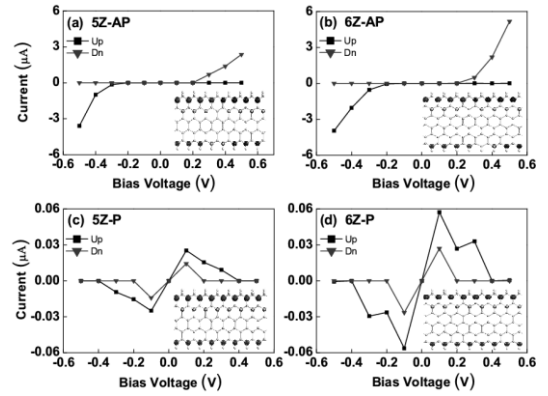 (a) 5Z-AP
Up
Dn
6
3
0
-3
6
-0.6 -0.4 -0.2 0.0 0.2 0.4 0.6
Current (μA)
Bias Voltage (V)
(b) 6Z-AP
Up
Dn
6
3
0
-3
-6
-0.6 -0.4 -0.2 0.0 0.2 0.4 0.6
Bias Voltage (V)
(c) 5Z-P
Up
Dn
0.06
0.03
0.00
-0.03
-0.06
-0.6 -0.4 -0.2 0.0 0.2 0.4 0.6
Current (μA)
Bias Voltage (V)
(d) 6Z-P
Up
Dn
0.06
0.03
0.00
-0.03
-0.06
-0.6 -0.4 -0.2 0.0 0.2 0.4 0.6
Bias Voltage (V)